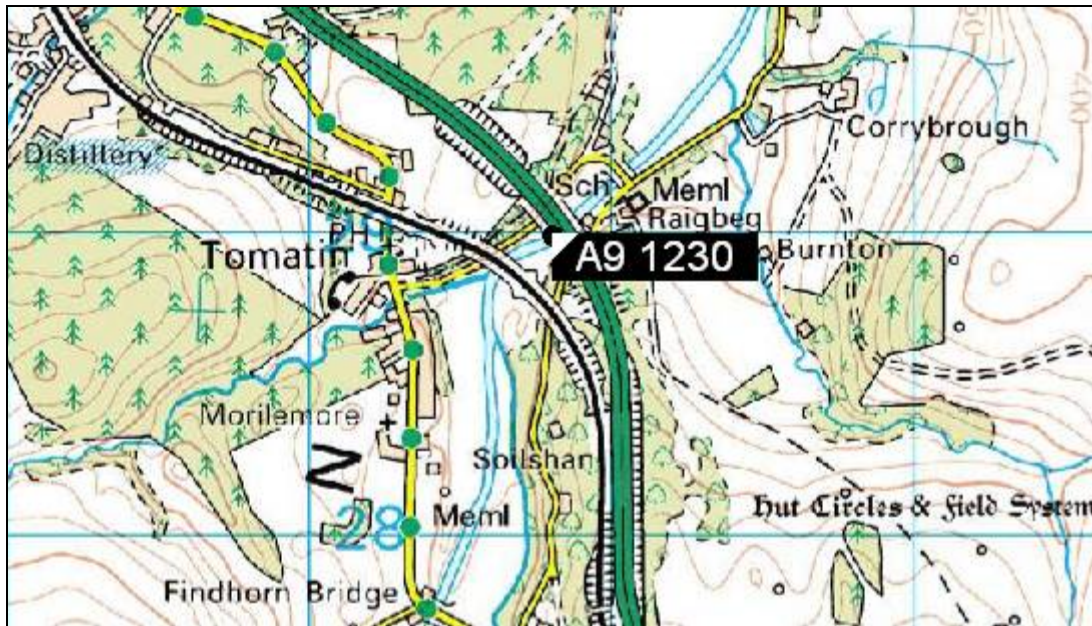 Corrybrough
Distillery
Sch
Meml
Raigbeg
PH
Tomatin
A9 1230
Burnton
Morilemore
Soilshan
Hut Circles & Field System
28
Meml
Findhorn Bridge